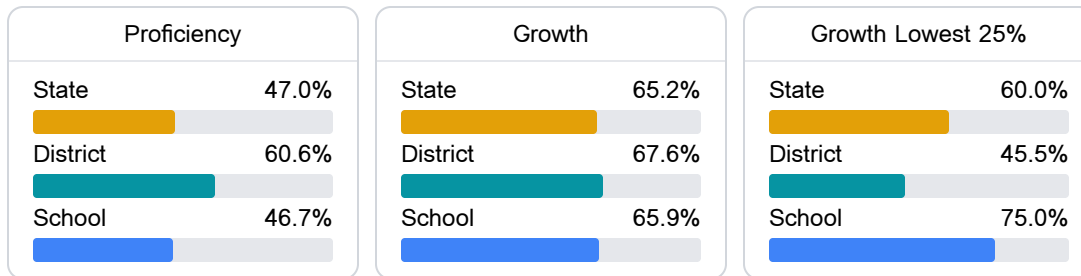 Proficiency
State 47.0%
District 60.6%
School 46.7%
Growth
State 65.2%
District 67.6%
School 65.9%
Growth Lowest 25%
State 60.0%
District 45.5%
School 75.0%